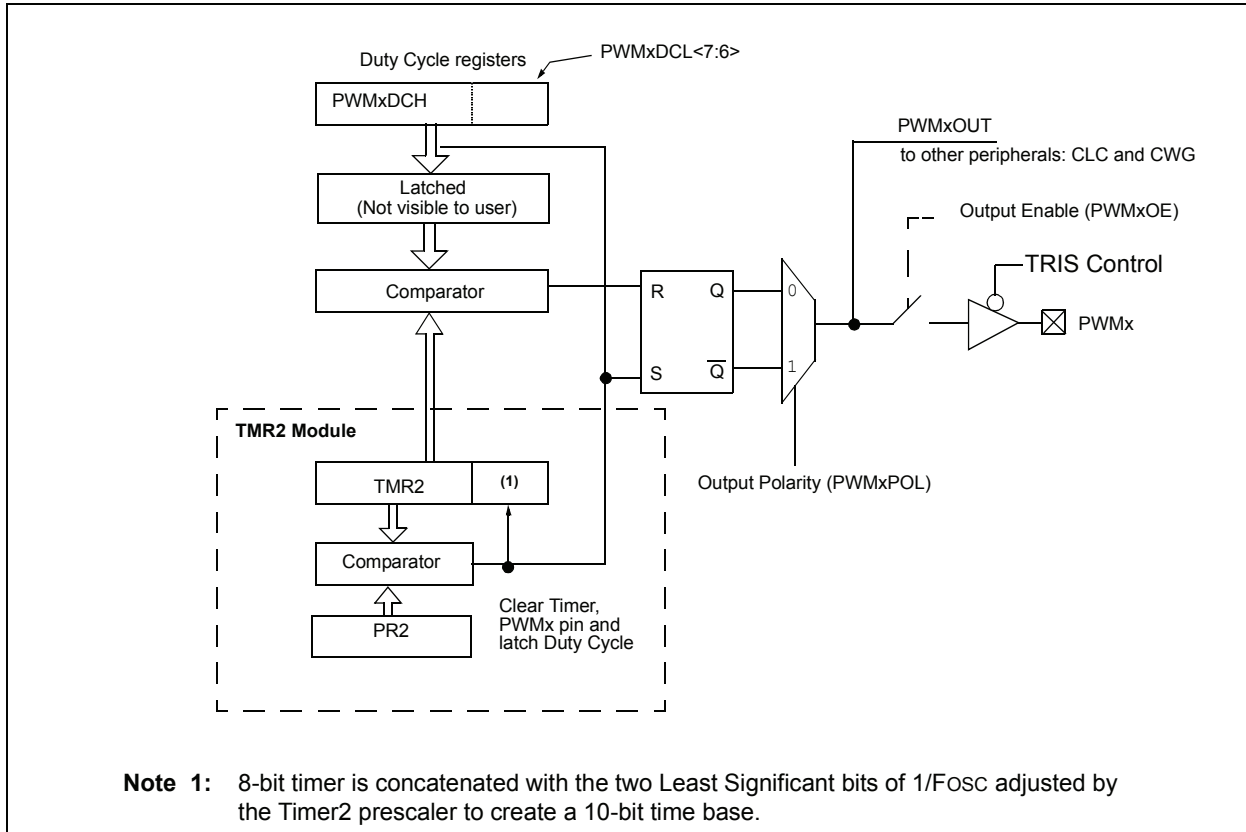 Duty Cycle registers
PWMxDCL<7:6>
PWMxDCH
PWMxOUT
to other peripherals: CLC and CWG
Latched
(Not visible to user)
Output Enable (PWMxOE)
TRIS Control
Comparator
R
Q
0
PWMx
S
Q
1
TMR2 Module
TMR2
(1)
Output Polarity (PWMxPOL)
Comparator
Clear Timer,
PWMx pin and
latch Duty Cycle
PR2
Note 1: 8-bit timer is concatenated with the two Least Significant bits of 1/FOSC adjusted by
the Timer2 prescaler to create a 10-bit time base.